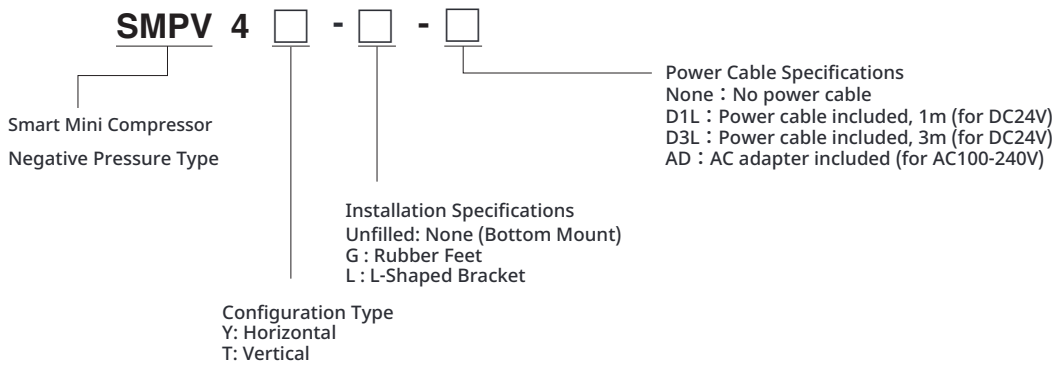 SMPV 4 □ - □ - □
Smart Mini Compressor
Negative Pressure Type
Power Cable Specifications
None：No power cable
D1L：Power cable included, 1m (for DC24V)
D3L：Power cable included, 3m (for DC24V)
AD：AC adapter included (for AC100-240V)
Installation Specifications
Unfilled: None (Bottom Mount)
G : Rubber Feet
L : L-Shaped Bracket
Configuration Type
Y: Horizontal
T: Vertical